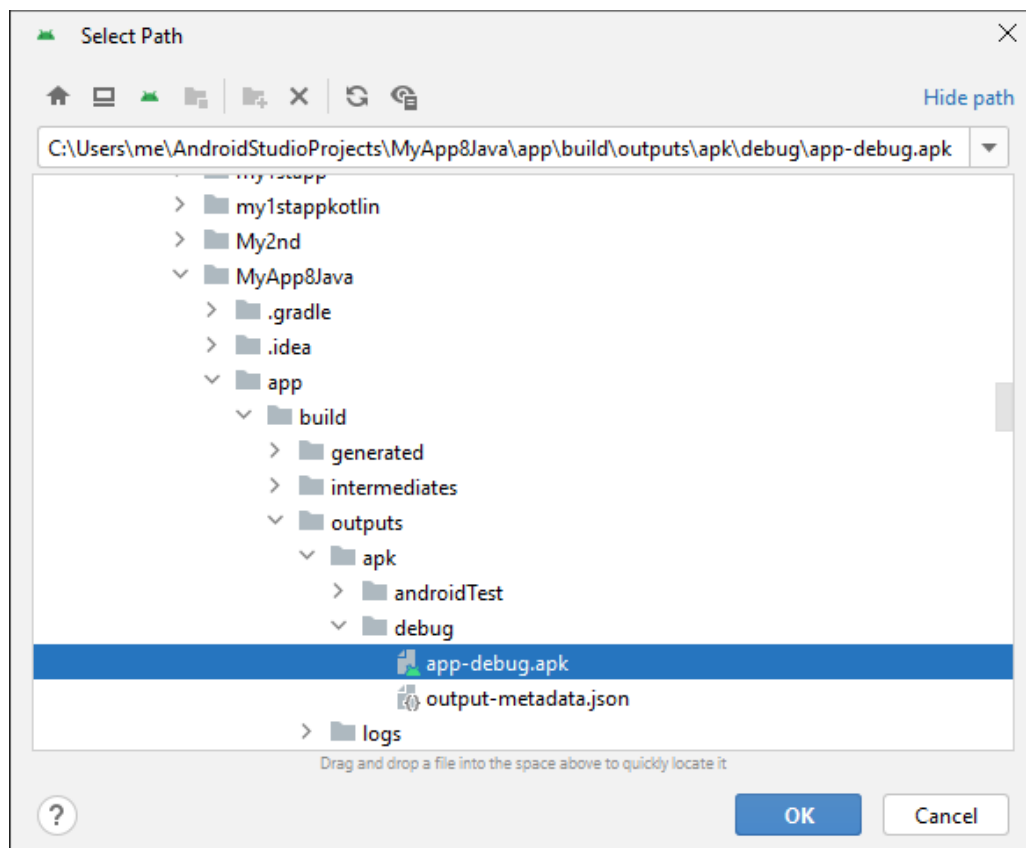 Select Path
Hide path
C:\Users\me\AndroidStudioProjects\MyApp8Java\app\build\outputs\apk\debug\app-debug.apk
my1stapp
my1stappkotlin
My2nd
MyApp8Java
.gradle
.idea
app
build
generated
intermediates
outputs
apk
androidTest
debug
app-debug.apk
output-metadata.json
logs
Drag and drop a file into the space above to quickly locate it
?
OK
Cancel